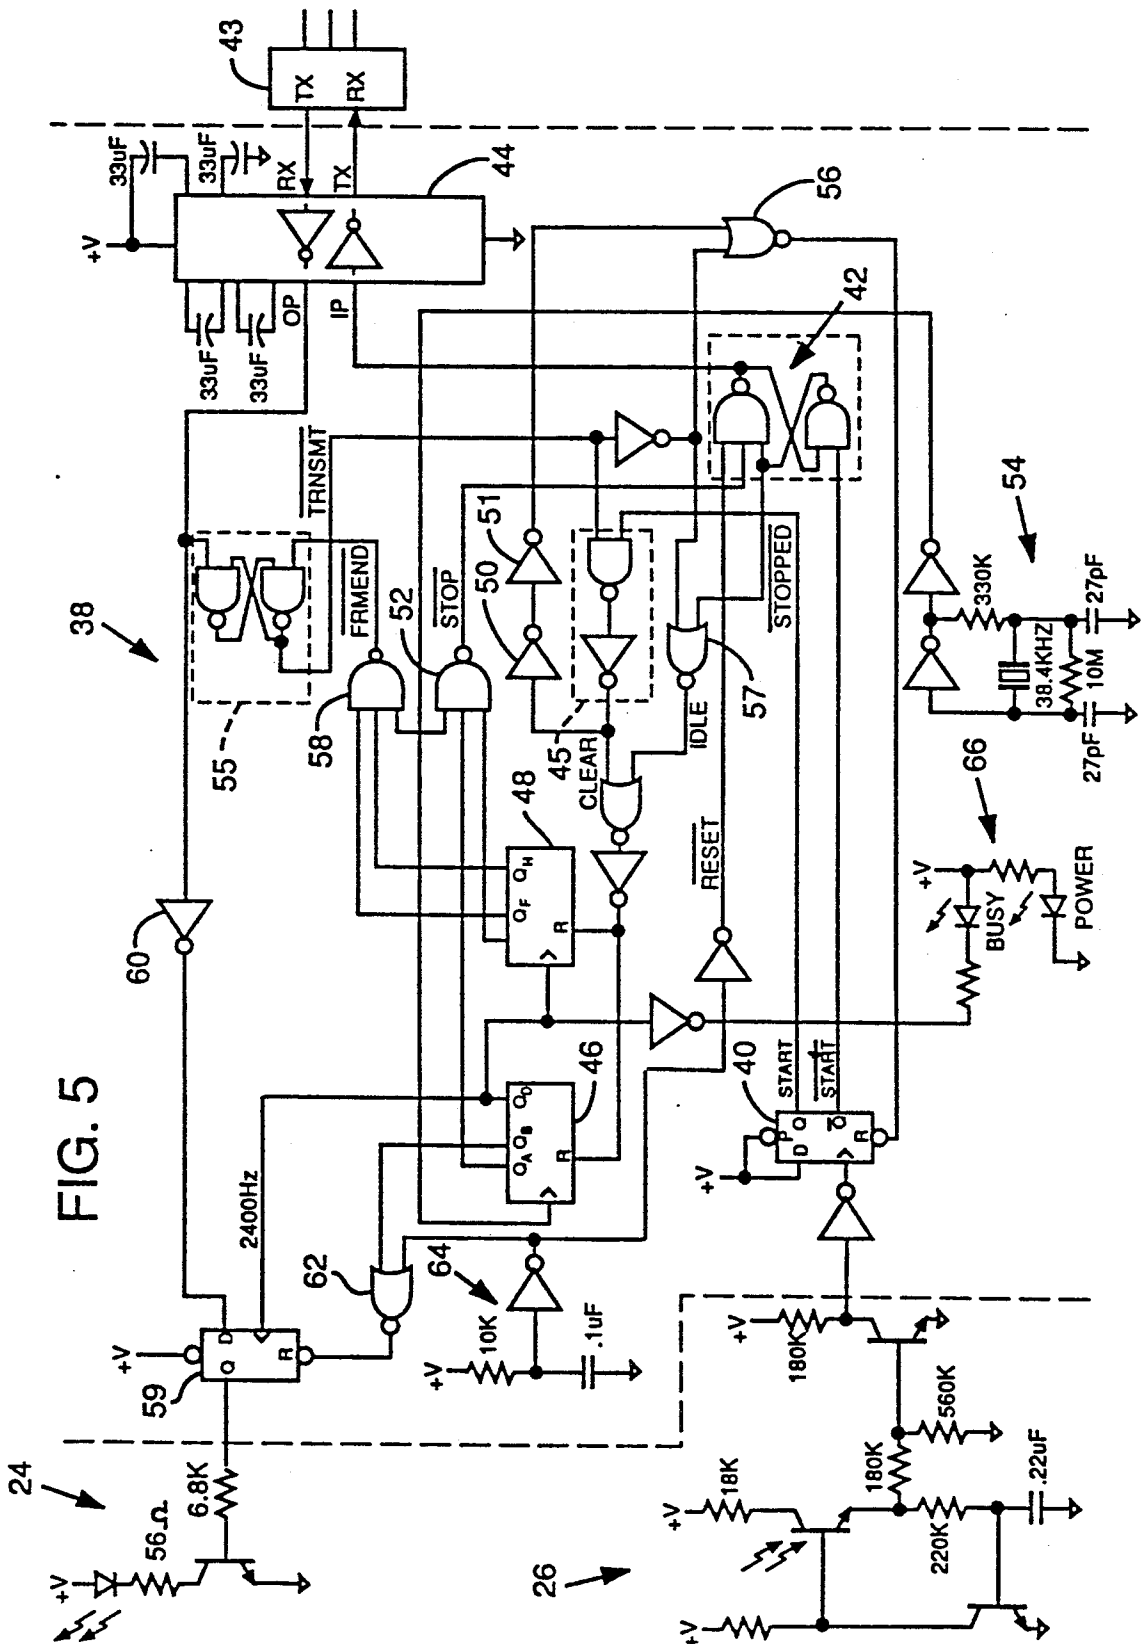 FIG. 5
24
+V
56Ω
6.8K
+V
59
Q
D
R
62
60
38
2400Hz
+V
10K
64
.1uF
QA
QB
QD
R
46
QF
QH
R
48
55
58
FRMEND
TRNSMT
52
STOP
50
51
45
CLEAR
IDLE
57
STOPPED
RESET
+V
33uF
33uF
33uF
33uF
OP
IP
RX
TX
44
TX
RX
43
56
42
26
+V
+V
18K
180K
220K
.22uF
560K
+V
180K
+V
40
P
D
Q
Q
R
START
START
+V
BUSY
POWER
66
54
330K
38.4KHZ
10M
27pF
27pF